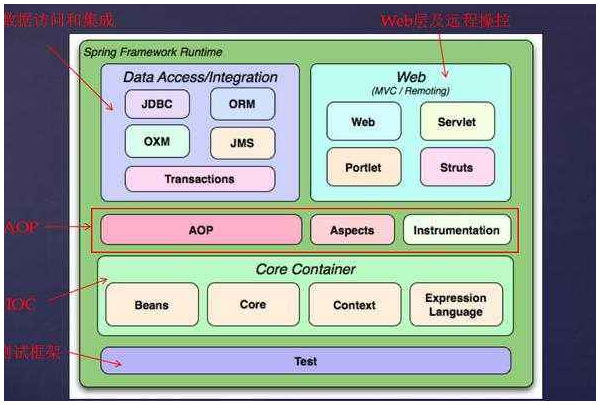 数据访问和集成
Web层及远程操控
Spring Framework Runtime
Data Access/Integration
JDBC
ORM
OXM
JMS
Transactions
Web
(MVC / Remoting)
Web
Servlet
Portlet
Struts
AOP
AOP
Aspects
Instrumentation
Core Container
IOC
Beans
Core
Context
Expression
Language
测试框架
Test